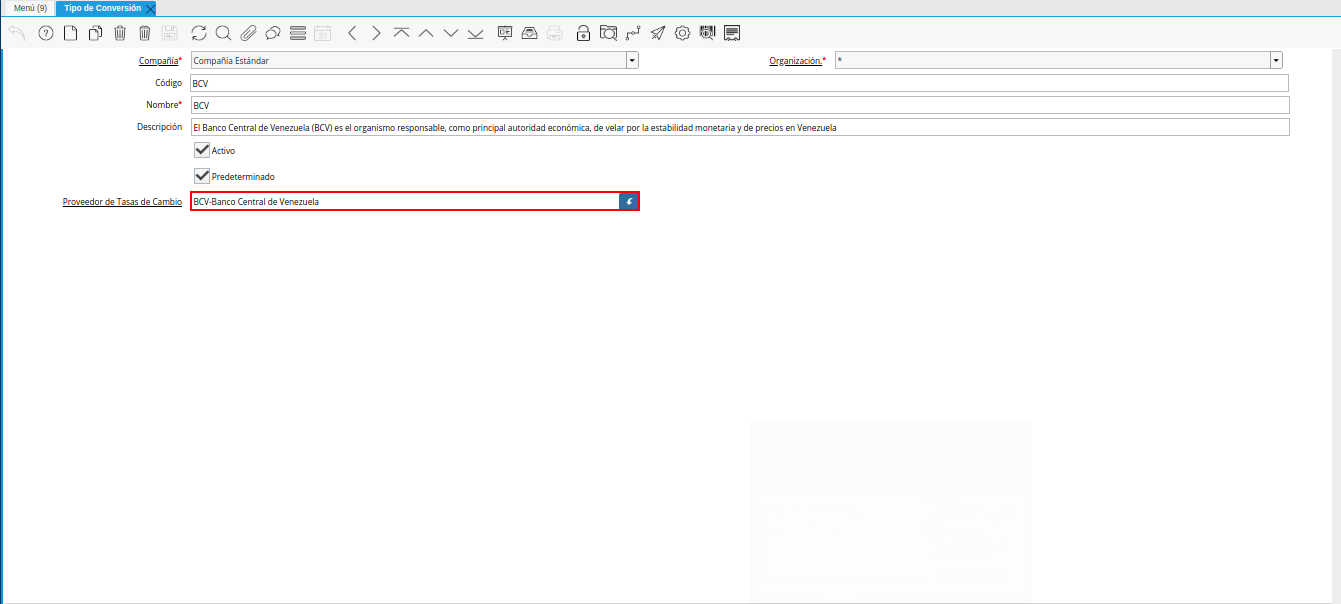 Menú (9) Tipo de Conversión
Compañía* Compañía Estándar Organización.* *
Código BCV
Nombre* BCV
Descripción El Banco Central de Venezuela (BCV) es el organismo responsable, como principal autoridad económica, de velar por la estabilidad monetaria y de precios en Venezuela
Activo
Predeterminado
Proveedor de Tasas de Cambio BCV-Banco Central de Venezuela